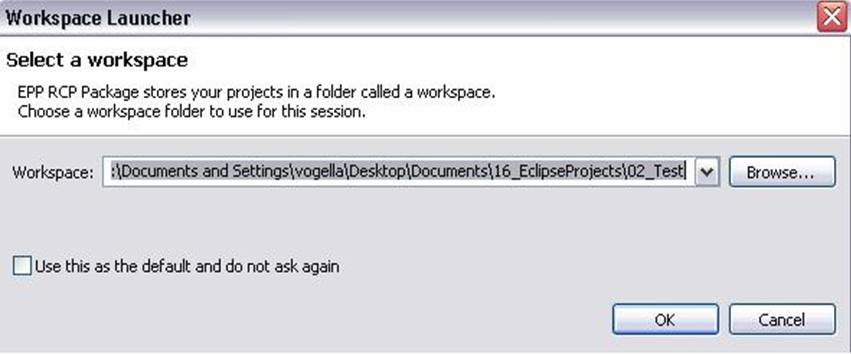 Workspace Launcher
Select a workspace
EPP RCP Package stores your projects in a folder called a workspace.
Choose a workspace folder to use for this session.
Workspace: :\Documents and Settings\vogella\Desktop\Documents\16_EclipseProjects\02_Test Browse...
Use this as the default and do not ask again
OK Cancel